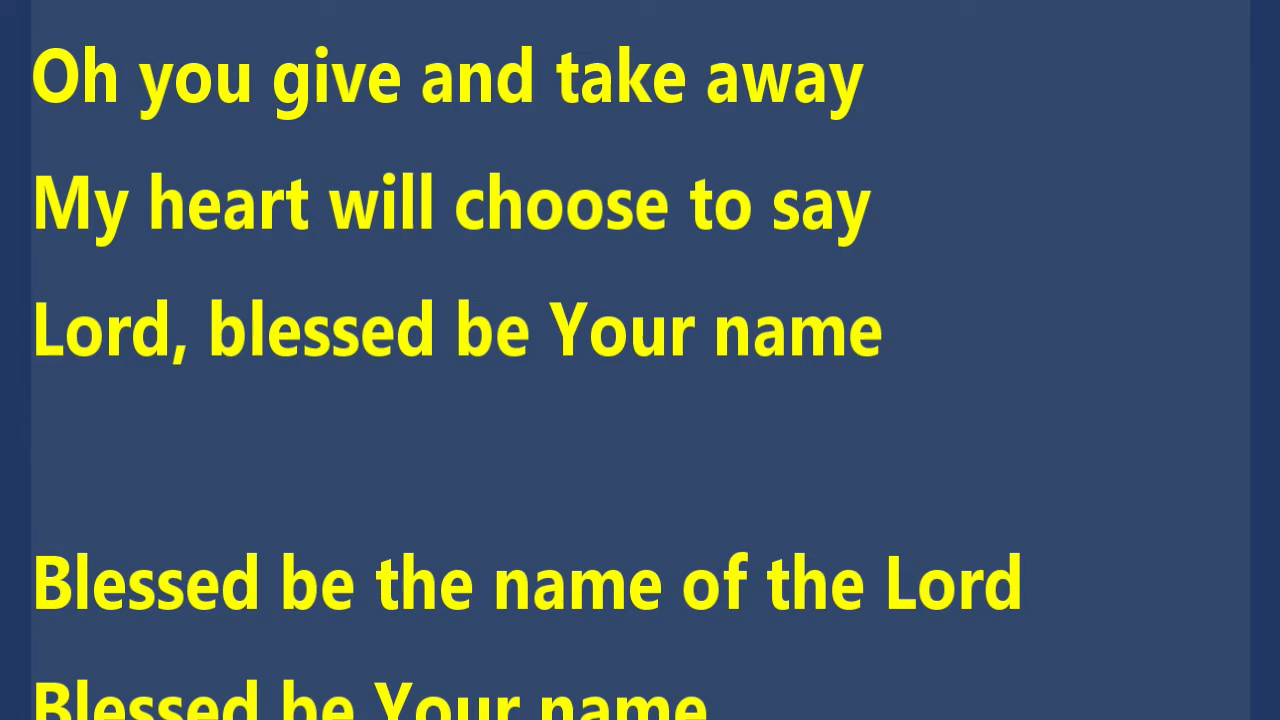 Oh you give and take away
My heart will choose to say
Lord, blessed be Your name
Blessed be the name of the Lord
Blessed be Your name